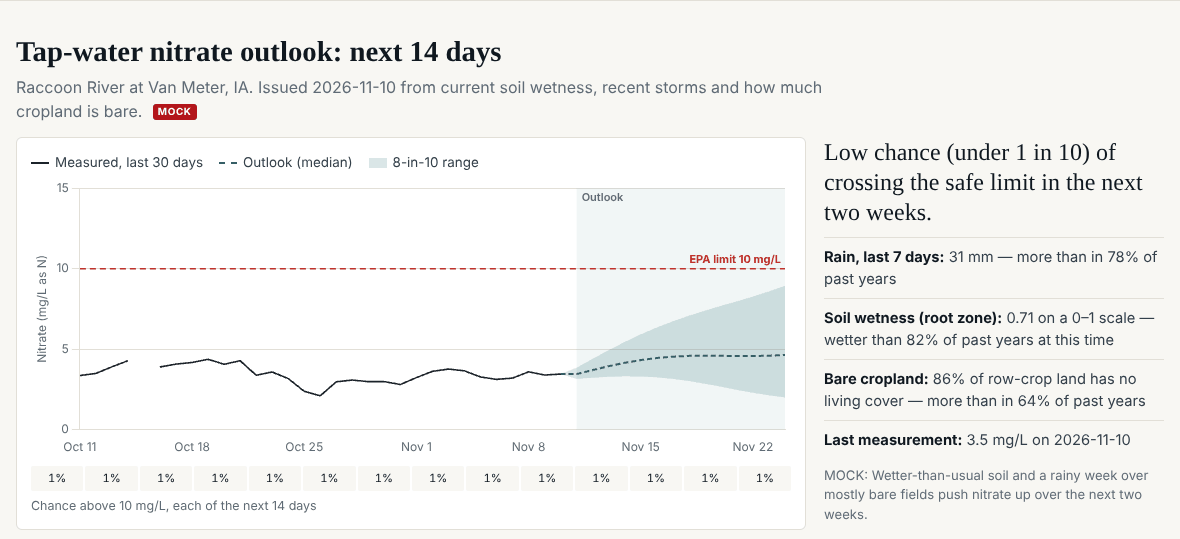 Tap-water nitrate outlook: next 14 days
Raccoon River at Van Meter, IA. Issued 2026-11-10 from current soil wetness, recent storms and how much
cropland is bare. MOCK
Measured, last 30 days Outlook (median) 8-in-10 range
15
Outlook
EPA limit 10 mg/L
10
Nitrate (mg/L as N)
5
0
Oct 11 Oct 18 Oct 25 Nov 1 Nov 8 Nov 15 Nov 22
1% 1% 1% 1% 1% 1% 1% 1% 1% 1% 1% 1% 1% 1%
Chance above 10 mg/L, each of the next 14 days
Low chance (under 1 in 10) of
crossing the safe limit in the next
two weeks.
Rain, last 7 days: 31 mm — more than in 78% of
past years
Soil wetness (root zone): 0.71 on a 0–1 scale —
wetter than 82% of past years at this time
Bare cropland: 86% of row-crop land has no
living cover — more than in 64% of past years
Last measurement: 3.5 mg/L on 2026-11-10
MOCK: Wetter-than-usual soil and a rainy week over
mostly bare fields push nitrate up over the next two
weeks.